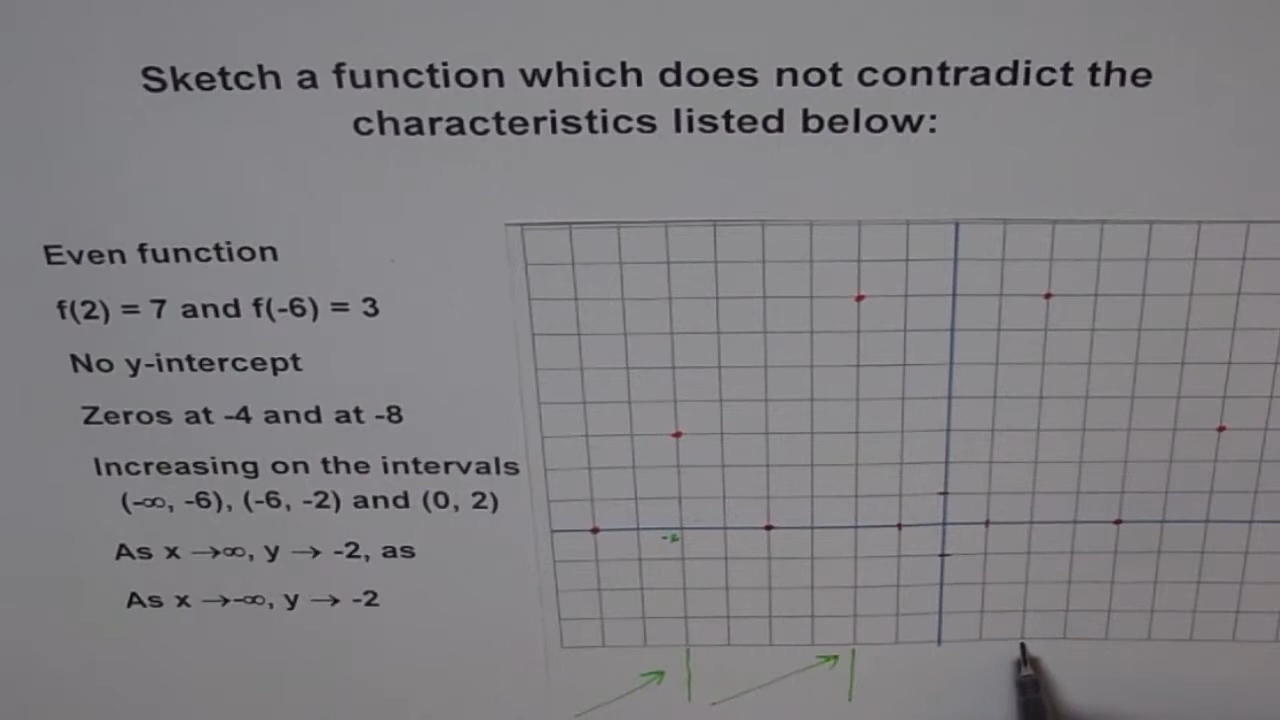 Sketch a function which does not contradict the
characteristics listed below:
Even function
f(2) = 7 and f(-6) = 3
No y-intercept
Zeros at -4 and at -8
Increasing on the intervals
(-∞, -6), (-6, -2) and (0, 2)
As x →∞, y → -2, as
As x →-∞, y → -2